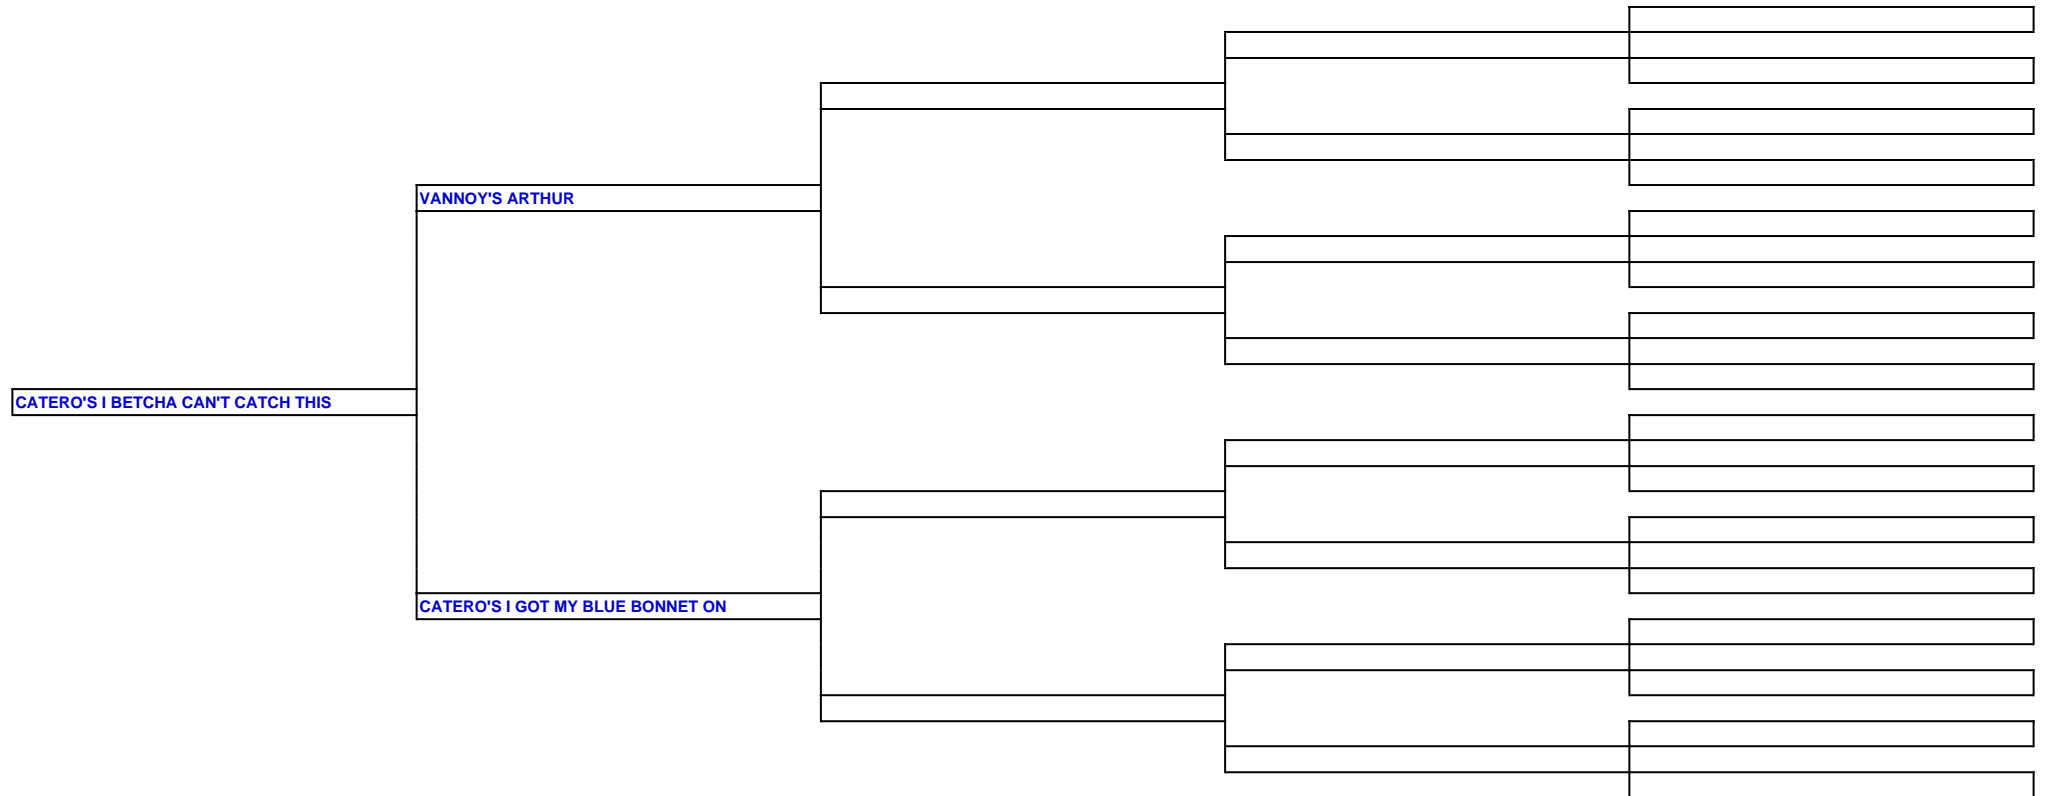 VANNOY'S ARTHUR
CATERO'S I BETCHA CAN'T CATCH THIS
CATERO'S I GOT MY BLUE BONNET ON